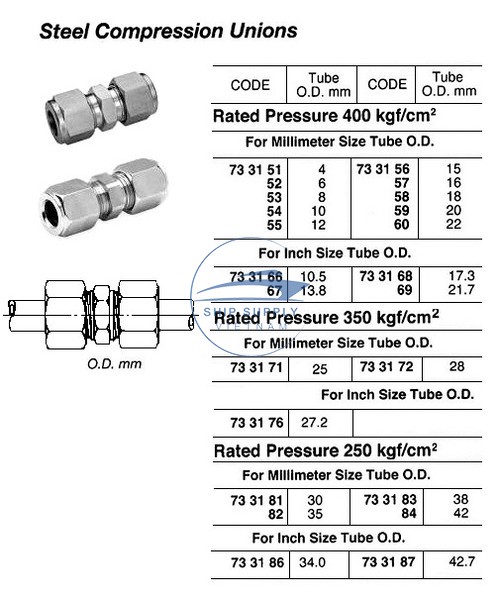 Steel Compression Unions
CODE Tube O.D. mm CODE Tube O.D. mm
Rated Pressure 400 kgf/cm²
For Millimeter Size Tube O.D.
73 31 51 4 73 31 56 15
52 6 57 16
53 8 58 18
54 10 59 20
55 12 60 22
For Inch Size Tube O.D.
73 31 66 10.5 73 31 68 17.3
67 13.8 69 21.7
SHIP SUPPLY
VIETNAM
Rated Pressure 350 kgf/cm²
For Millimeter Size Tube O.D.
73 31 71 25 73 31 72 28
For Inch Size Tube O.D.
73 31 76 27.2
Rated Pressure 250 kgf/cm²
For Millimeter Size Tube O.D.
73 31 81 30 73 31 83 38
82 35 84 42
For Inch Size Tube O.D.
73 31 86 34.0 73 31 87 42.7
O.D. mm